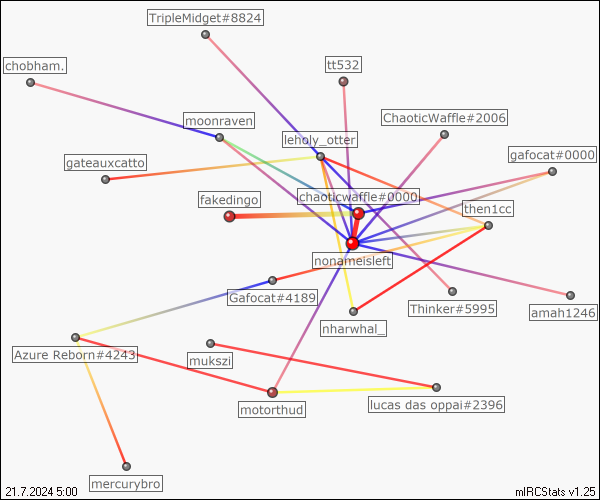 TripleMidget#8824
chobham.
tt532
ChaoticWaffle#2006
moonraven
leholy_otter
gafocat#0000
gateauxcatto
fakedingo
chaoticwaffle#0000
then1cc
nonameisleft
Gafocat#4189
Thinker#5995
amah1246
nharwhal_
Azure Reborn#4243
mukszi
motorthud
lucas das oppai#2396
mercurybro
21.7.2024 5:00
mIRCStats v1.25